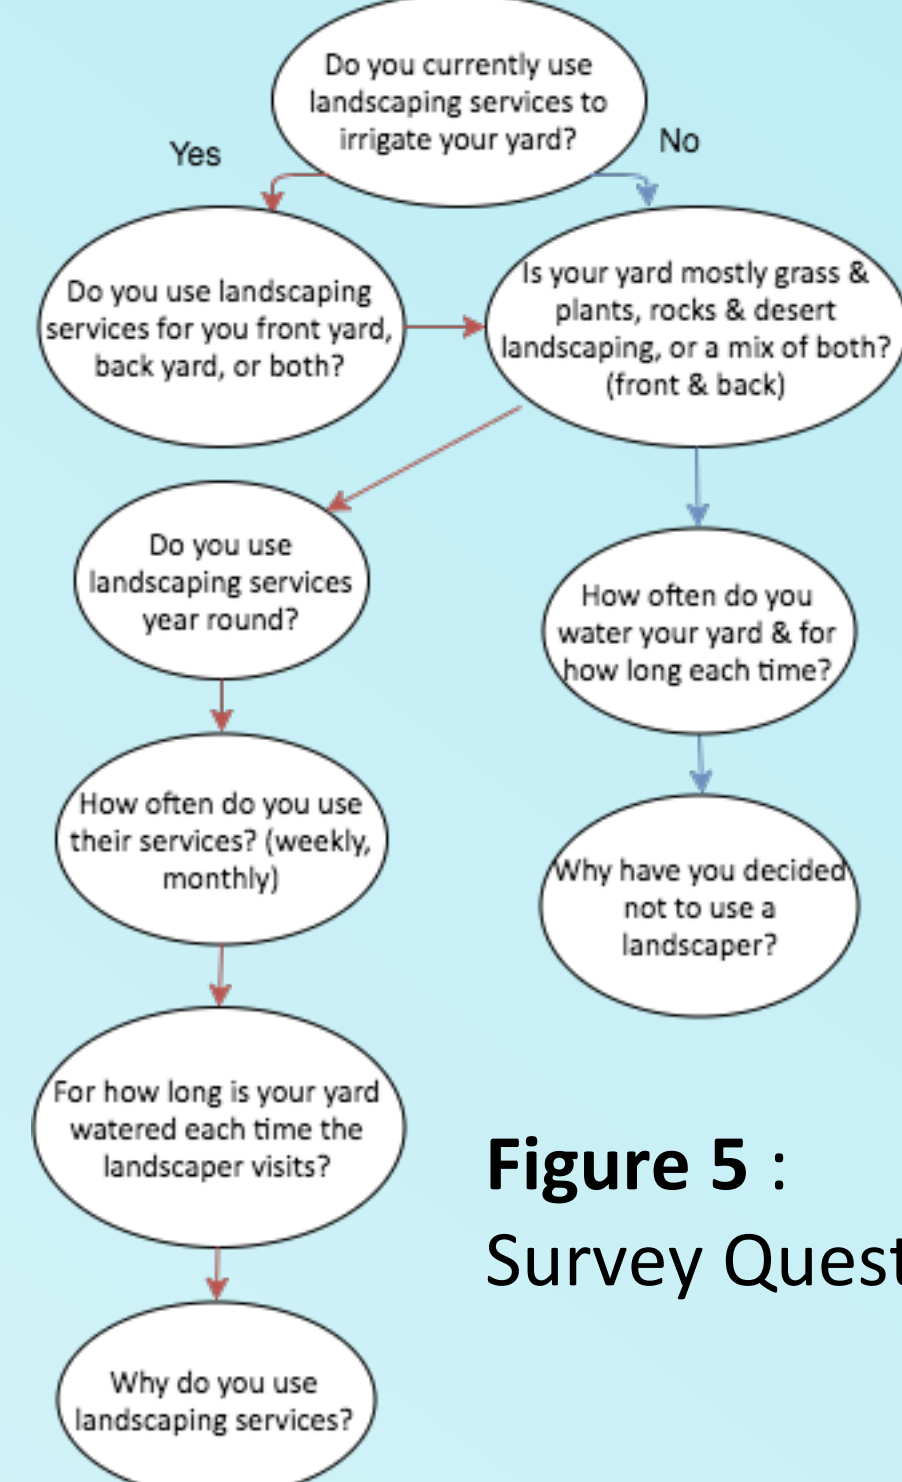 Do you currently use
landscaping services to
irrigate your yard?
Yes
No
Do you use landscaping
services for you front yard,
back yard, or both?
Is your yard mostly grass &
plants, rocks & desert
landscaping, or a mix of both?
(front & back)
Do you use
landscaping services
year round?
How often do you
water your yard & for
how long each time?
How often do you use
their services? (weekly,
monthly)
Why have you decided
not to use a
landscaper?
For how long is your yard
watered each time the
landscaper visits?
Figure 5 :
Survey Quest
Why do you use
landscaping services?